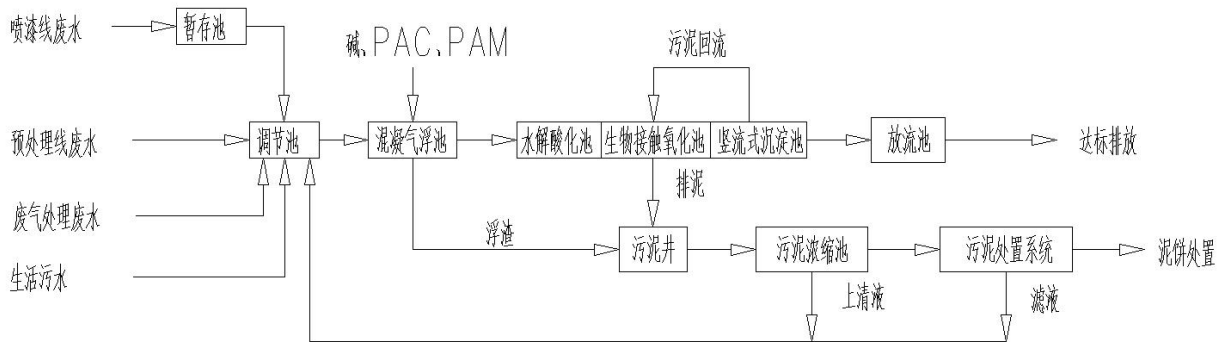 喷漆线废水
暂存池
碱、PAC、PAM
污泥回流
预处理线废水
调节池
混凝气浮池
水解酸化池
生物接触氧化池
竖流式沉淀池
放流池
达标排放
排泥
废气处理废水
浮渣
污泥井
污泥浓缩池
污泥处置系统
泥饼处置
生活污水
上清液
滤液